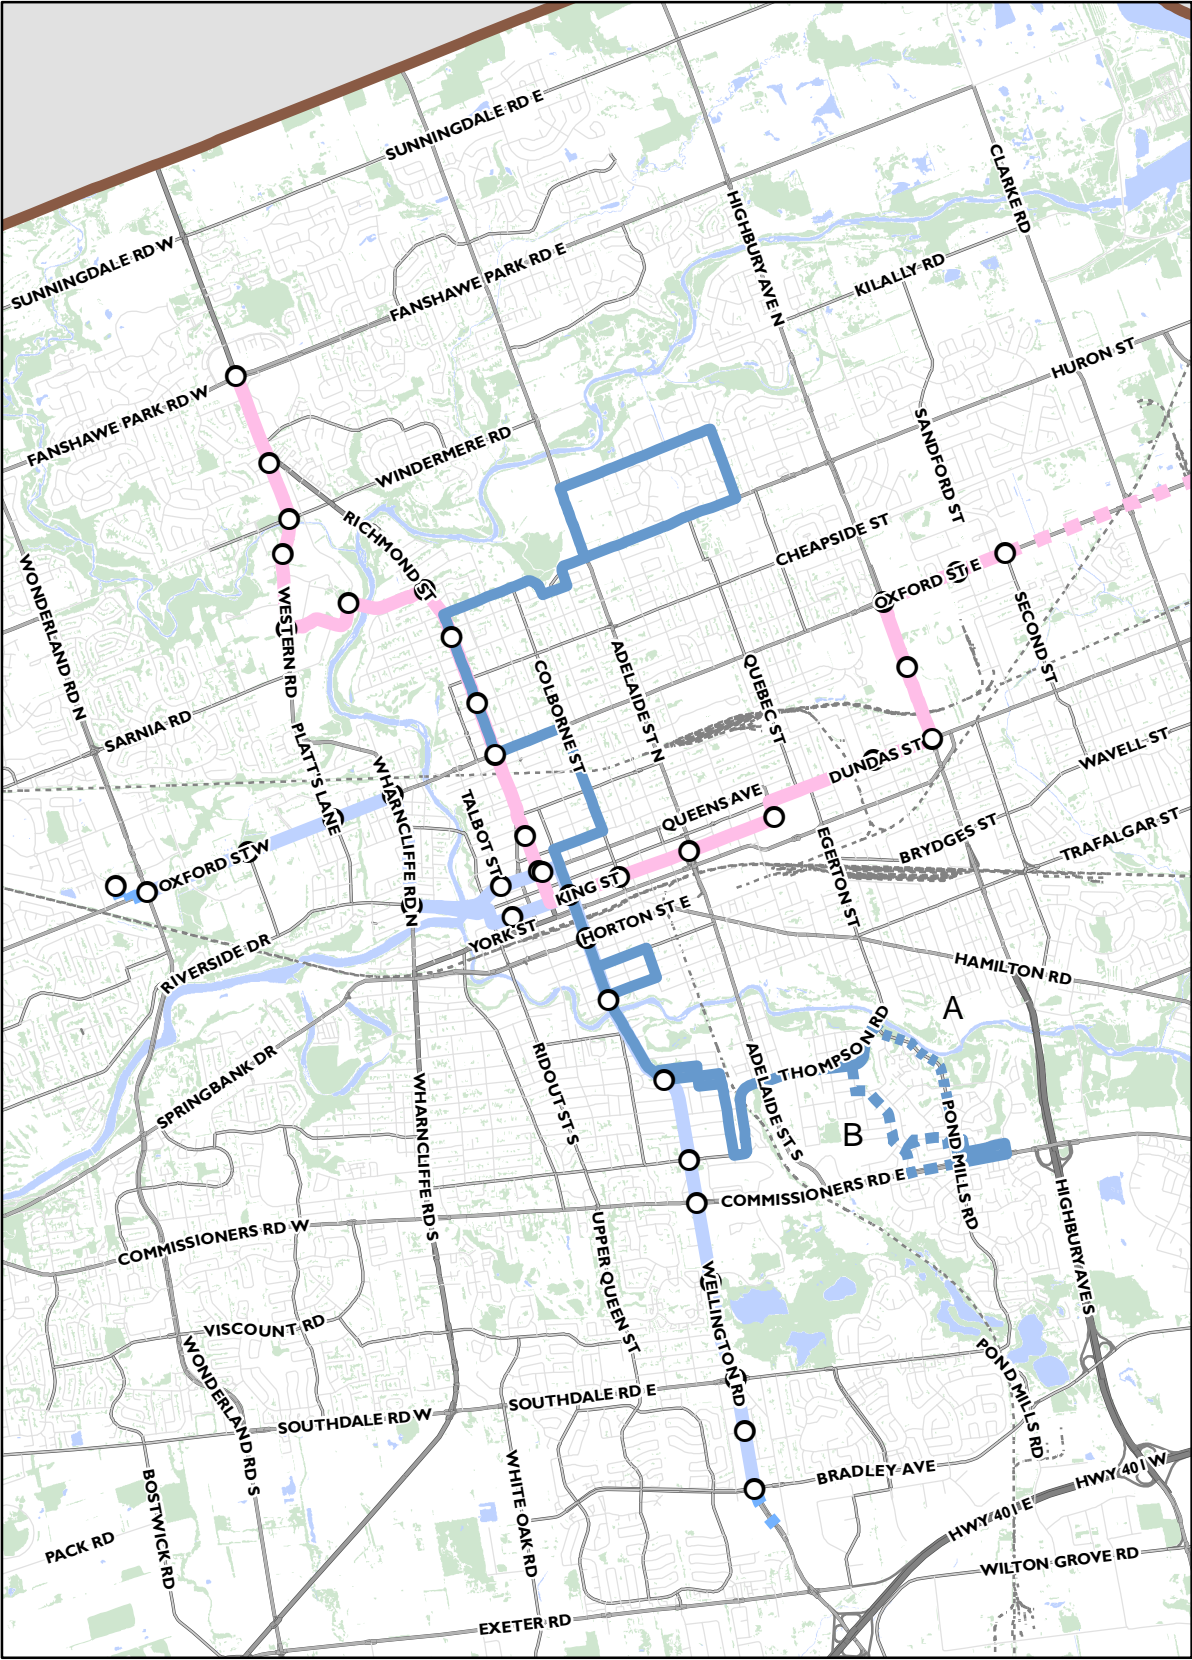 SUNNINGDALE RD E
CLARKE RD
HIGHBURY AVE N
SUNNINGDALE RD W
FANSHAWE PARK RD E
KILALLY RD
HURON ST
FANSHAWE PARK RD W
WINDERMERE RD
SANDFORD ST
RICHMOND ST
CHEAPSIDE ST
WONDERLAND RD N
OXFORD ST E
WESTERN RD
SECOND ST
COLBORNE ST
ADELAIDE ST N
QUEBEC ST
SARNIA RD
PLATT'S LANE
WHARNCLIFFE RD N
DUNDAS ST
WAVELL ST
TALBOT ST
QUEENS AVE
EGERTON ST
BRYDGES ST
TRAFALGAR ST
OXFORD ST W
KING ST
YORK ST
HORTON ST E
RIVERSIDE DR
HAMILTON RD
A
THOMPSON RD
SPRINGBANK DR
RIDOUT ST S
ADELAIDE ST S
WHARNCLIFFE RD S
B
POND MILLS RD
COMMISSIONERS RD E
COMMISSIONERS RD W
HIGHBURY AVE S
UPPER QUEEN ST
WELLINGTON RD
VISCOUNT RD
WONDERLAND RD S
POND MILLS RD
SOUTHDALE RD E
SOUTHDALE RD W
BRADLEY AVE
HWY 401 W
BOSTWICK RD
WHITE OAK RD
HWY 401 E
PACK RD
WILTON GROVE RD
EXETER RD